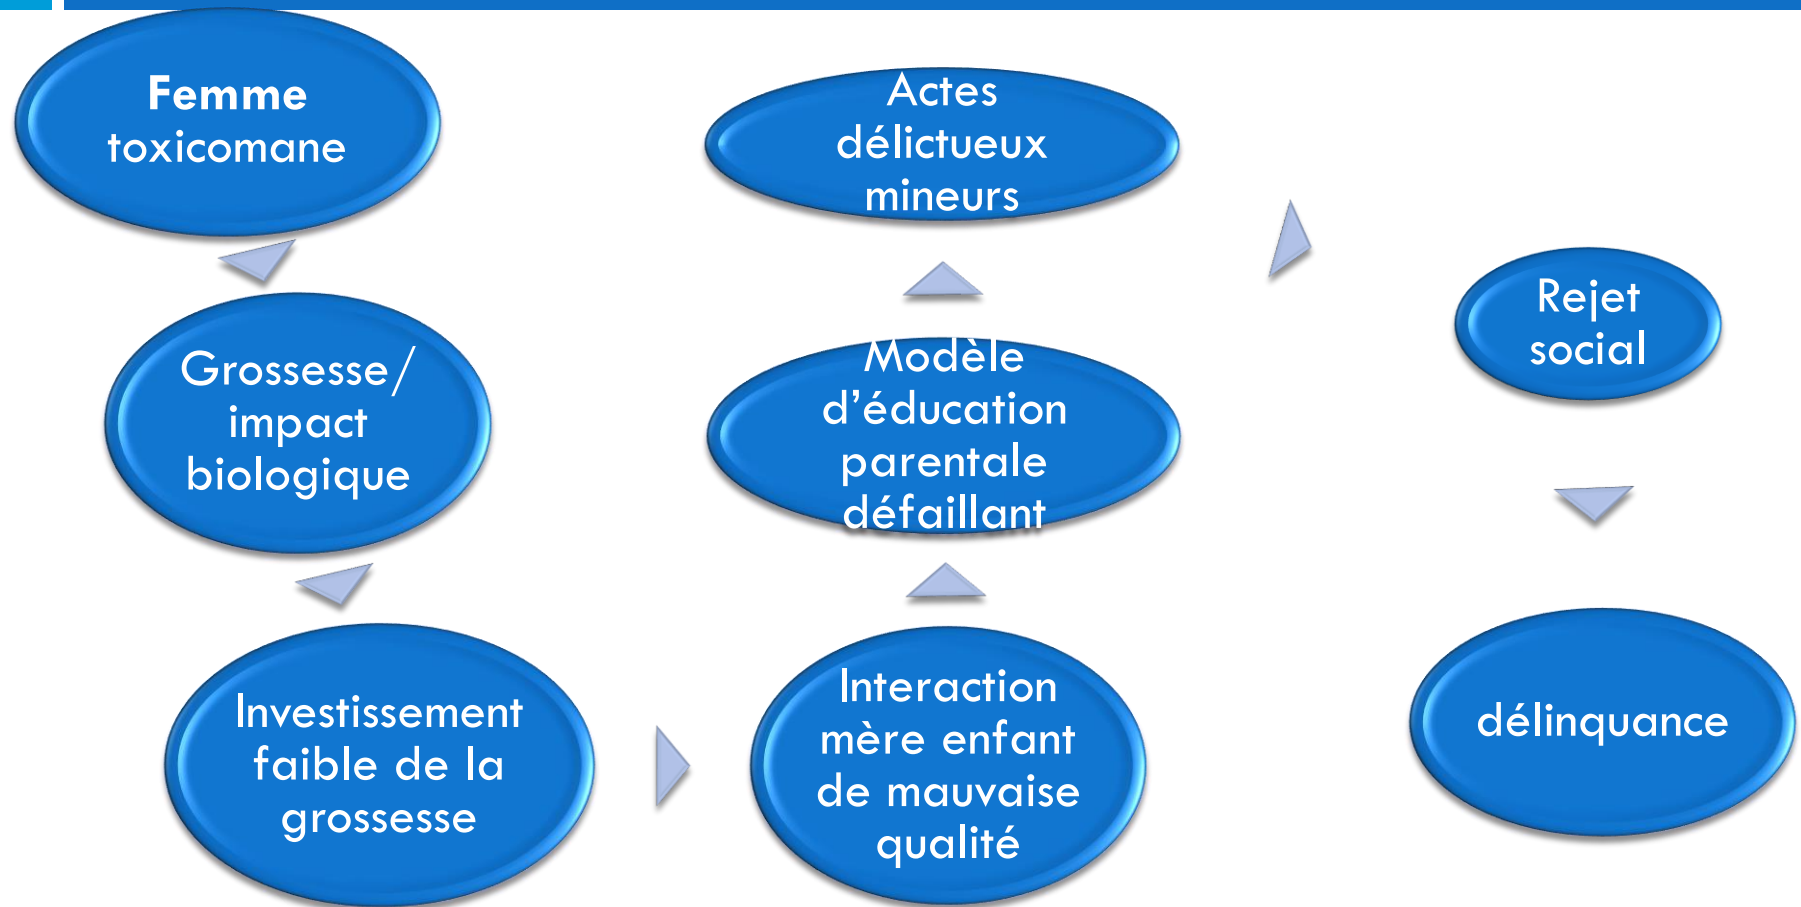 Femme
toxicomane
Grossesse/
impact
biologique
Investissement
faible de la
grossesse
Interaction
mère enfant
de mauvaise
qualité
Modèle
d’éducation
parentale
défaillant
Actes
délictueux
mineurs
Rejet
social
délinquance